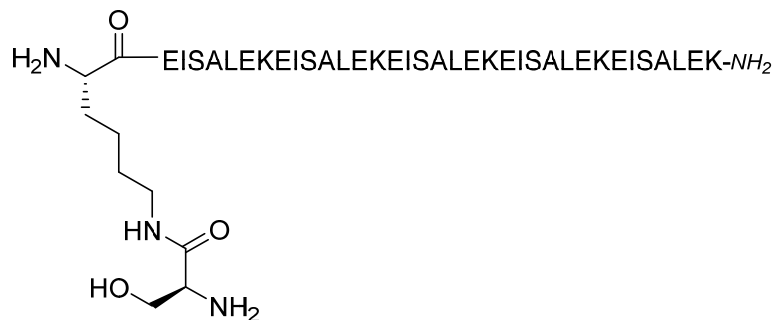 O
H₂N EISALEKEISALEKEISALEKEISALEKEISALEK-NH₂
HN O
HO NH₂